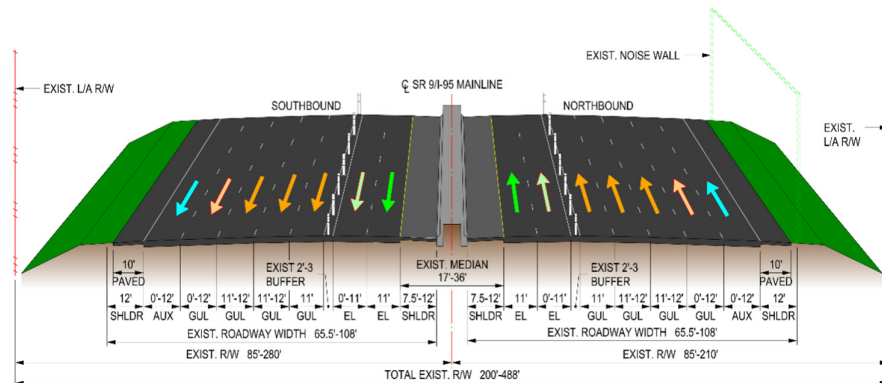 ℄ SR 9/I-95 MAINLINE
EXIST. NOISE WALL
EXIST. L/A R/W
SOUTHBOUND
NORTHBOUND
EXIST.
L/A R/W
10'
PAVED
EXIST 2'-3
BUFFER
EXIST. MEDIAN
17'-36'
EXIST 2'-3
BUFFER
10'
PAVED
12'
SHLDR
0'-12'
AUX
0'-12'
GUL
11'-12'
GUL
11'-12'
GUL
11'
GUL
0'-11'
EL
11'
EL
7.5'-12'
SHLDR
7.5-12'
SHLDR
11'
EL
0'-11'
EL
11'
GUL
11'-12'
GUL
11'-12'
GUL
0'-12'
GUL
0'-12'
AUX
12'
SHLDR
EXIST. ROADWAY WIDTH 65.5'-108'
EXIST. ROADWAY WIDTH 65.5'-108'
EXIST. R/W 85'-280'
EXIST. R/W 85'-210'
TOTAL EXIST. R/W 200'-488'